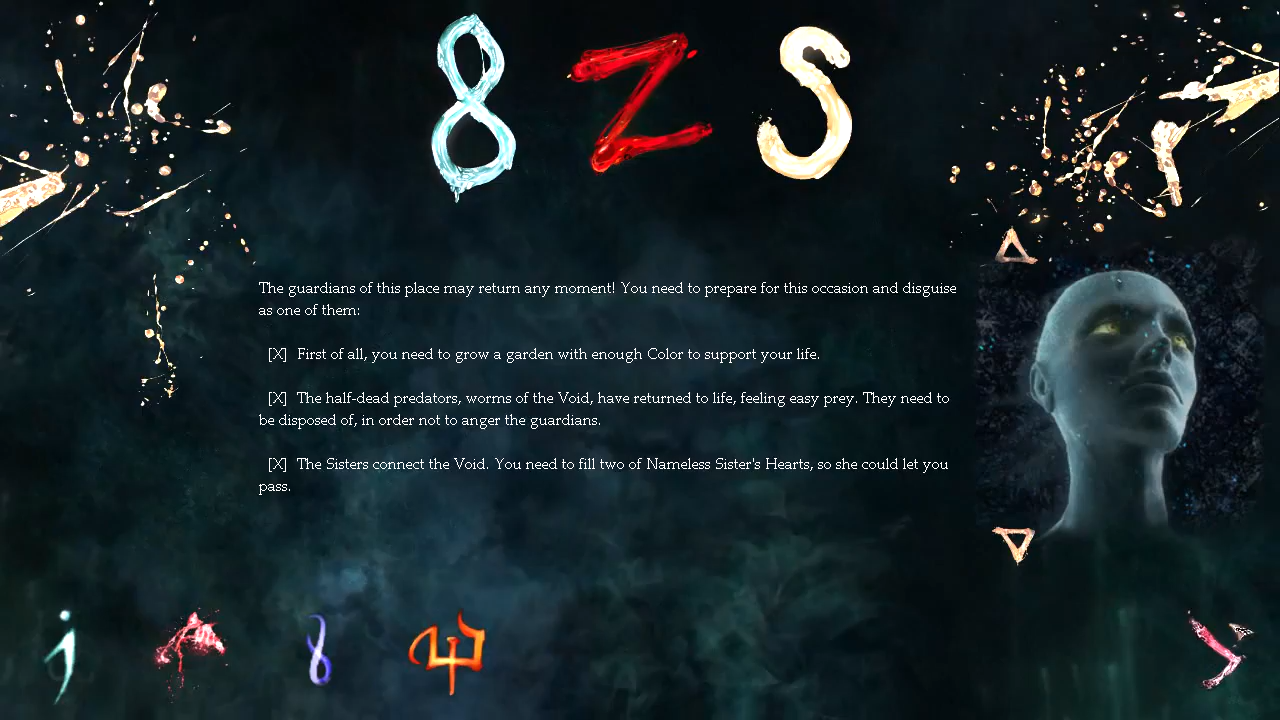 The guardians of this place may return any moment! You need to prepare for this occasion and disguise
as one of them:
[X] First of all, you need to grow a garden with enough Color to support your life.
[X] The half-dead predators, worms of the Void, have returned to life, feeling easy prey. They need to
be disposed of, in order not to anger the guardians.
[X] The Sisters connect the Void. You need to fill two of Nameless Sister's Hearts, so she could let you
pass.